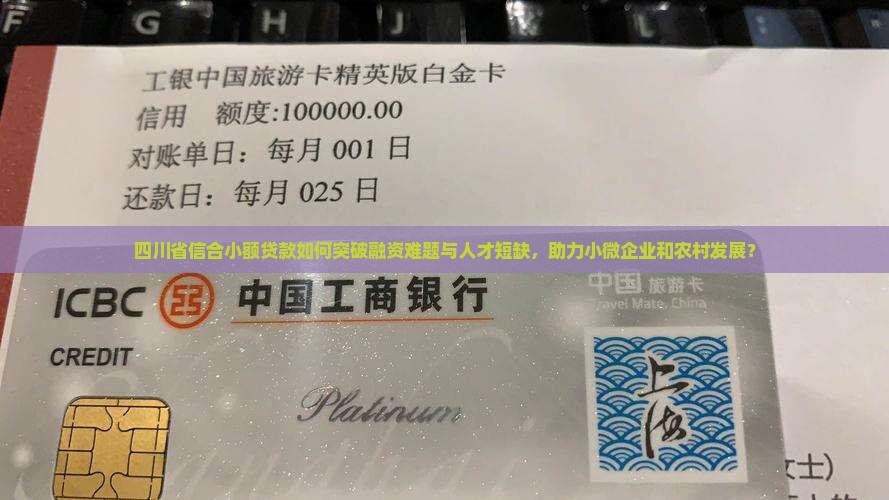 F G H J
工银中国旅游卡精英版白金卡
信用 额度:100000.00
对账单日：每月 001 日
还款日：每月 025 日
四川省信合小额贷款如何突破融资难题与人才短缺，助力小微企业和农村发展？
ICBC 中国工商银行
中国 旅游卡
Travel Mate, China
CREDIT
Platinum
上海
女士)